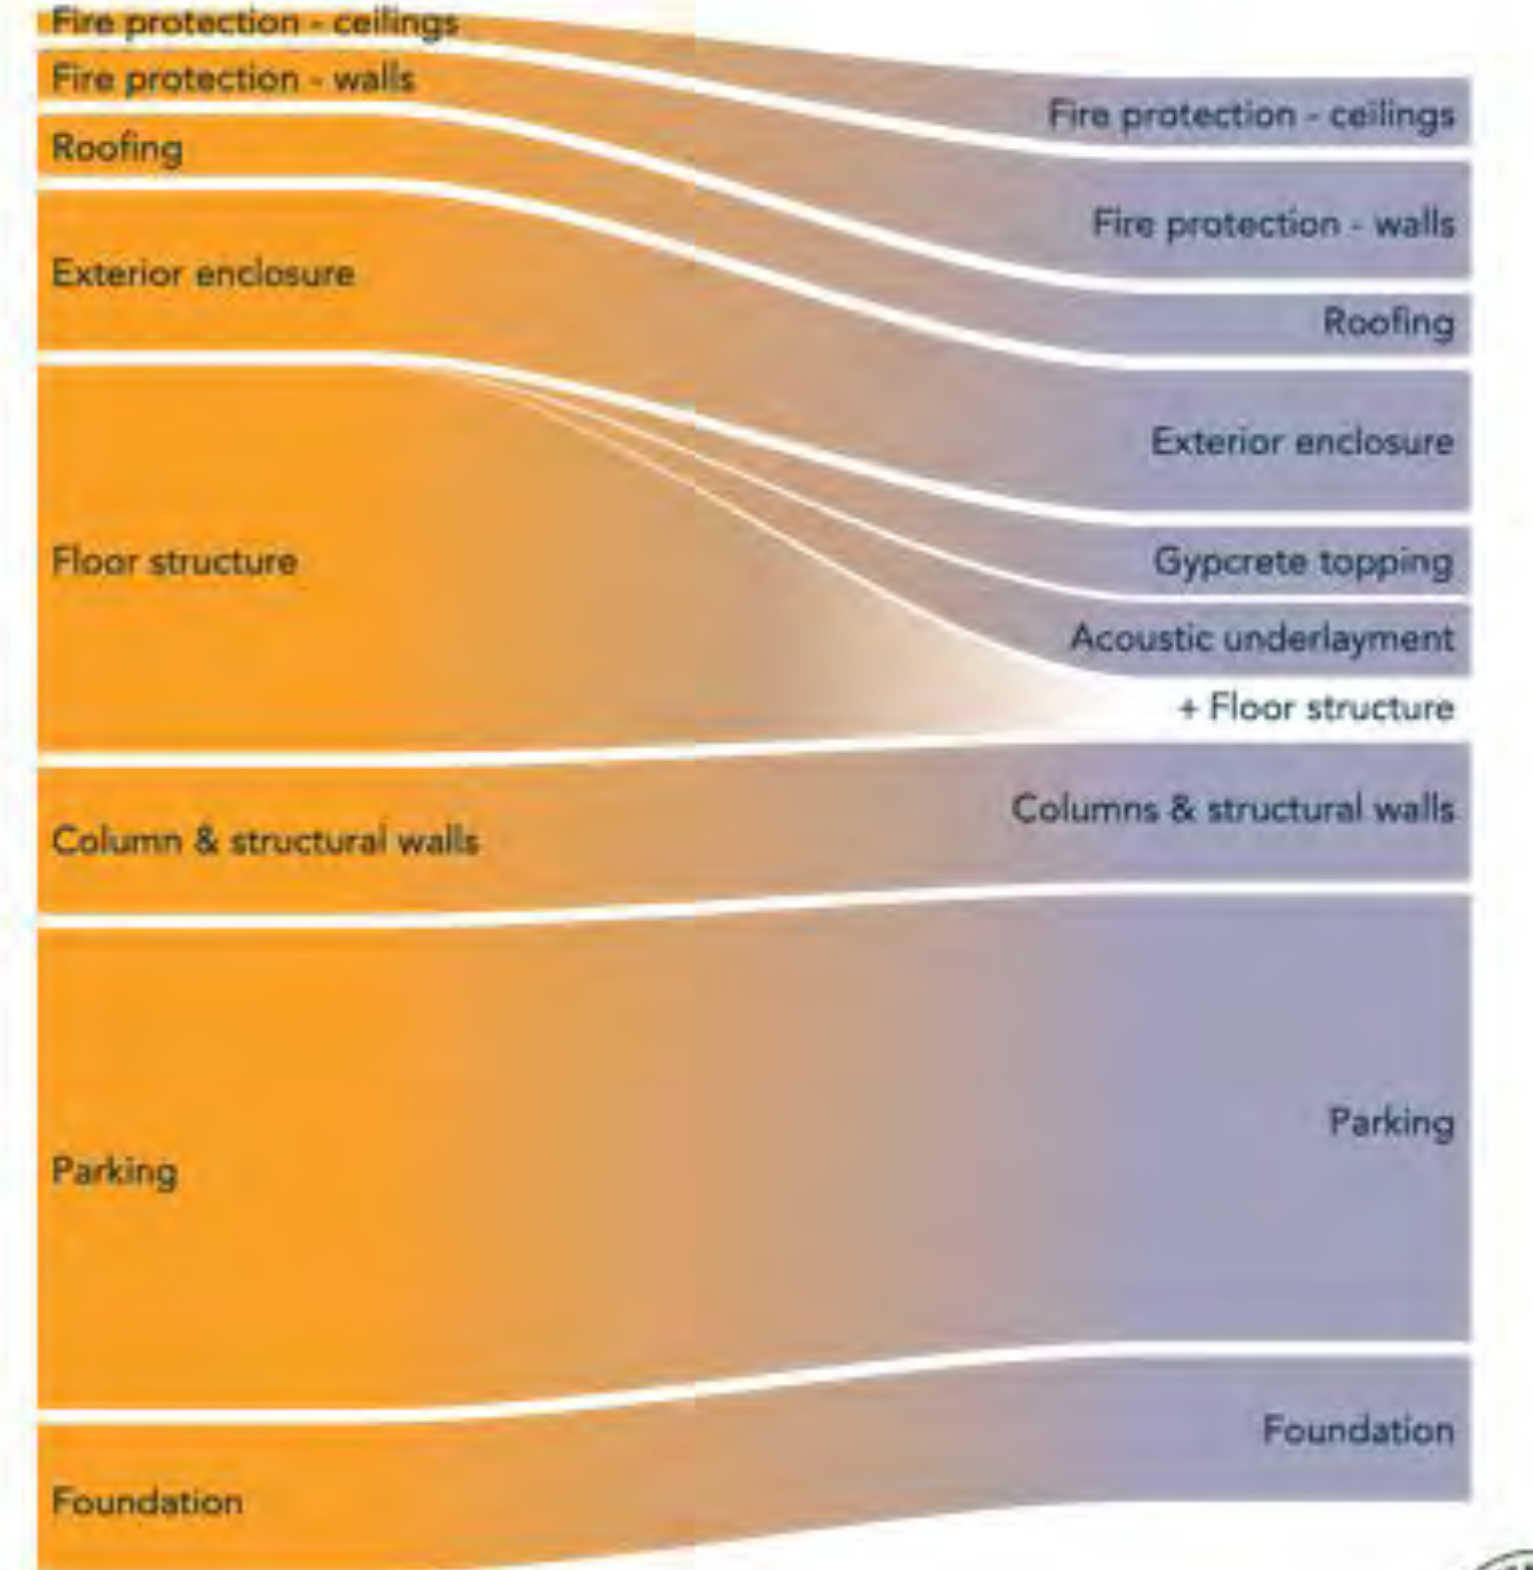 Fire protection - ceilings
Fire protection - walls
Roofing
Exterior enclosure
Floor structure
Column & structural walls
Parking
Foundation
Fire protection - ceilings
Fire protection - walls
Roofing
Exterior enclosure
Gypcrete topping
Acoustic underlayment
+ Floor structure
Columns & structural walls
Parking
Foundation